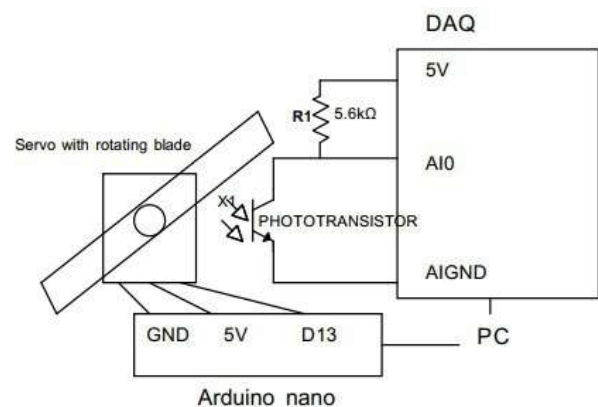 DAQ
5V
R1 5.6kΩ
Servo with rotating blade
AI0
X1
PHOTOTRANSISTOR
AIGND
GND 5V D13
PC
Arduino nano